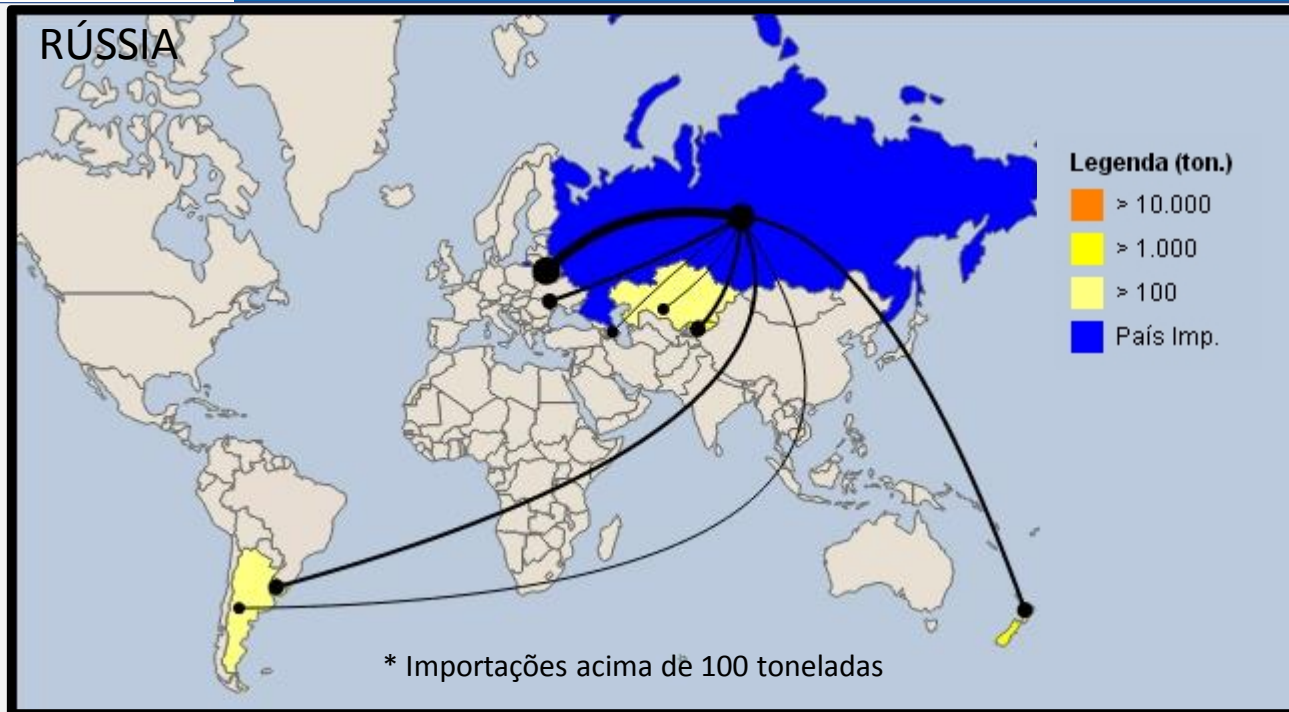 RÚSSIA
Legenda (ton.)
> 10.000
> 1.000
> 100
País Imp.
* Importações acima de 100 toneladas